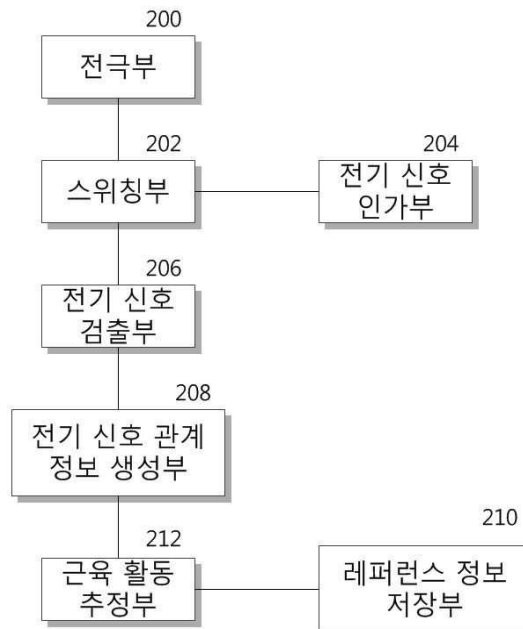 200
전극부
202
스위칭부
204
전기 신호
인가부
206
전기 신호
검출부
208
전기 신호 관계
정보 생성부
212
근육 활동
추정부
210
레퍼런스 정보
저장부